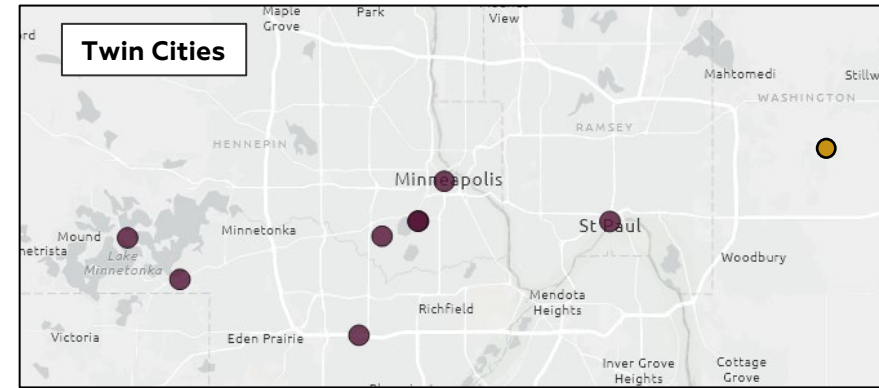 Maple
Grove
Park
View
rd
Twin Cities
Mahtomedi
Stillw
WASHINGTON
RAMSEY
HENNEPIN
Minneapolis
St Paul
Mound
netrista
Lake
Minnetonka
Minnetonka
Woodbury
Mendota
Heights
Richfield
Victoria
Eden Prairie
Inver Grove
Heights
Cottage
Grove